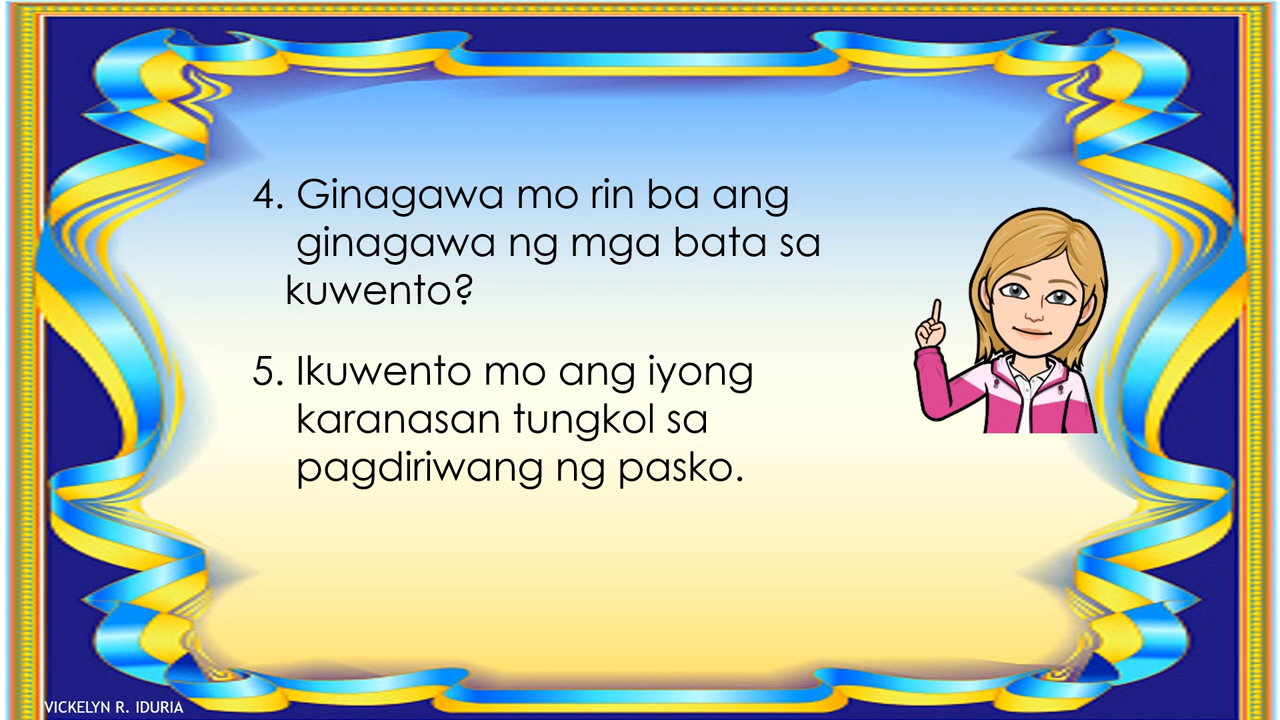 4. Ginagawa mo rin ba ang
ginagawa ng mga bata sa
kuwento?
5. Ikuwento mo ang iyong
karanasan tungkol sa
pagdiriwang ng pasko.
VICKELYN R. IDURIA